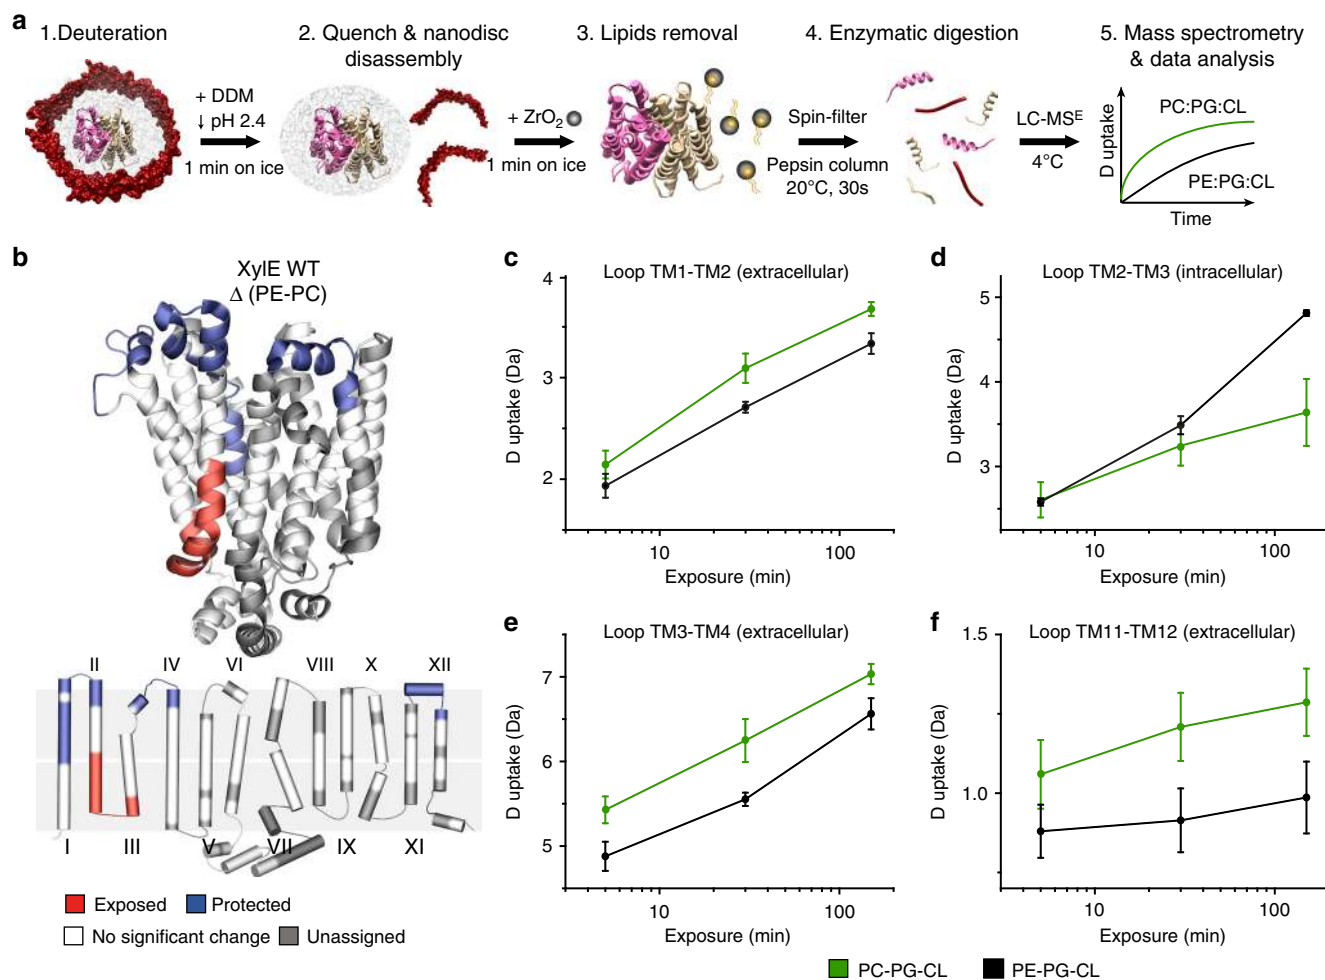 a
1.Deuteration
2. Quench & nanodisc
disassembly
3. Lipids removal
4. Enzymatic digestion
5. Mass spectrometry
& data analysis
+ DDM
↓ pH 2.4
1 min on ice
+ ZrO2
1 min on ice
Spin-filter
Pepsin column
20°C, 30s
LC-MSE
4°C
D uptake
PC:PG:CL
PE:PG:CL
Time
b
XylE WT
Δ (PE-PC)
II
IV
VI
VIII
X
XII
I
III
V
VII
IX
XI
Exposed
Protected
No significant change
Unassigned
c
Loop TM1-TM2 (extracellular)
D uptake (Da)
4
3
2
10
100
Exposure (min)
d
Loop TM2-TM3 (intracellular)
D uptake (Da)
5
4
3
10
100
Exposure (min)
e
Loop TM3-TM4 (extracellular)
D uptake (Da)
7
6
5
10
100
Exposure (min)
f
Loop TM11-TM12 (extracellular)
D uptake (Da)
1.5
1.0
10
100
Exposure (min)
PC-PG-CL
PE-PG-CL